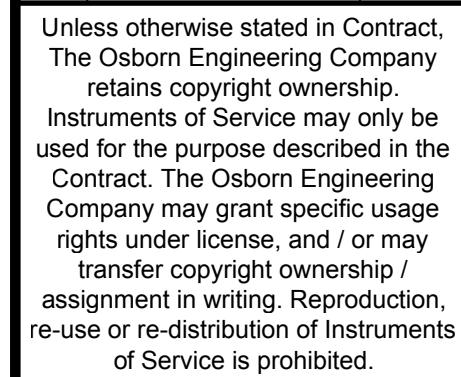 Unless otherwise stated in Contract,
The Osborn Engineering Company
retains copyright ownership.
Instruments of Service may only be
used for the purpose described in the
Contract. The Osborn Engineering
Company may grant specific usage
rights under license, and / or may
transfer copyright ownership /
assignment in writing. Reproduction,
re-use or re-distribution of Instruments
of Service is prohibited.